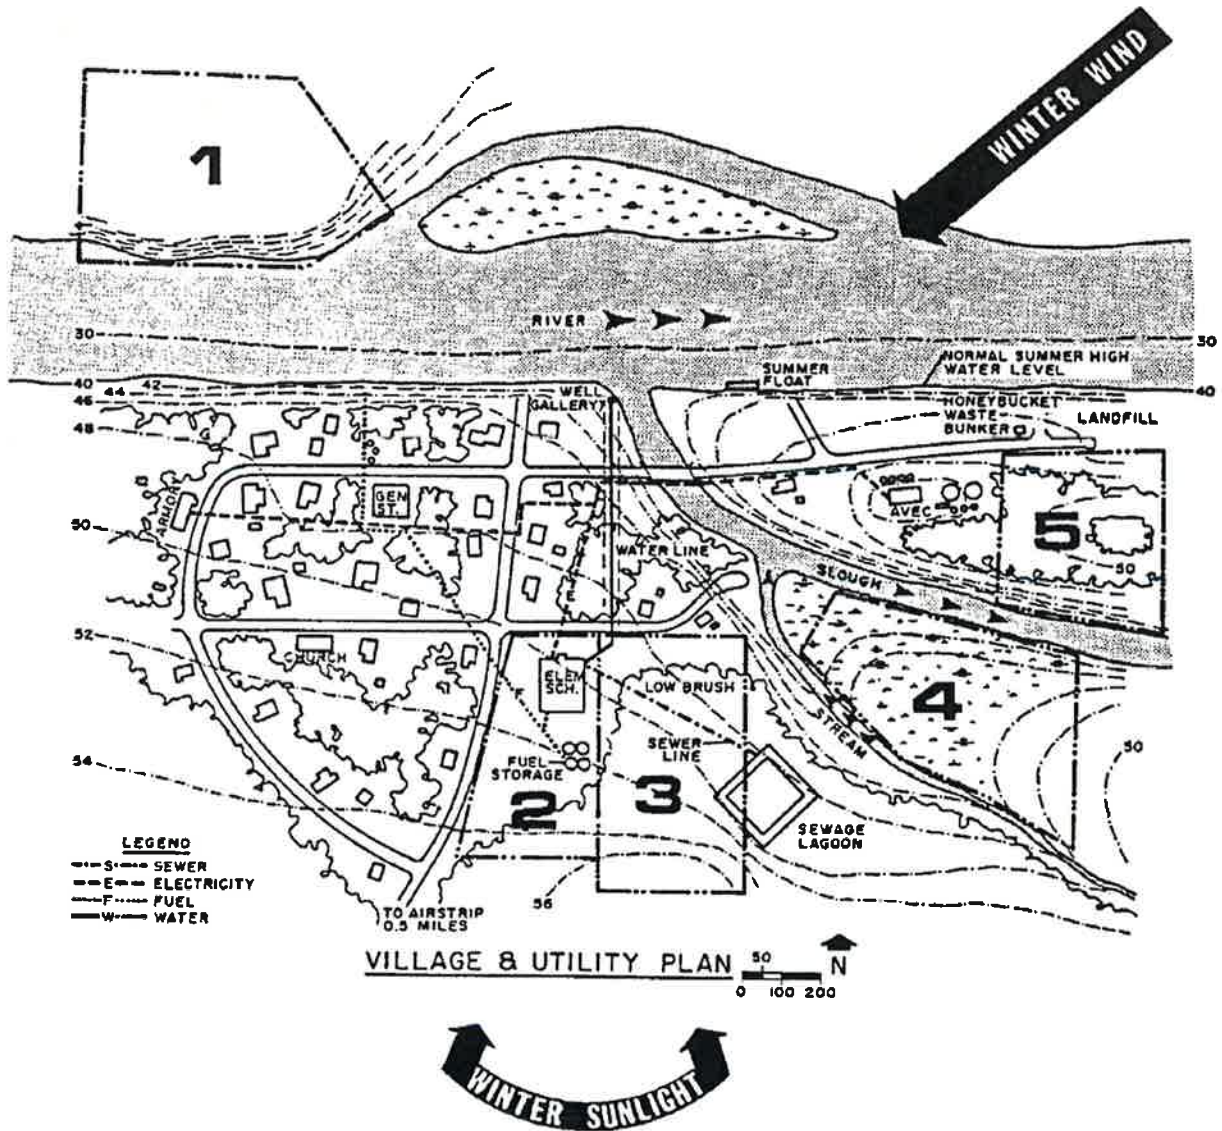 WINTER WIND
1
RIVER
30
30
NORMAL SUMMER HIGH
WATER LEVEL
SUMMER
FLOAT
40
42
44
46
40
WELL
GALLERY
HONEYBUCKET
WASTE
BUNKER
LANDFILL
48
ARMORY
GEN
ST.
AVEC
5
50
WATER LINE
50
SLOUGH
E
52
CHURCH
ELEM
SCH.
LOW BRUSH
4
F
STREAM
SEWER
LINE
50
54
FUEL
STORAGE
2
3
SEWAGE
LAGOON
LEGEND
S SEWER
E ELECTRICITY
F FUEL
W WATER
56
TO AIRSTRIP
0.5 MILES
VILLAGE & UTILITY PLAN
50
0 100 200
N
WINTER SUNLIGHT